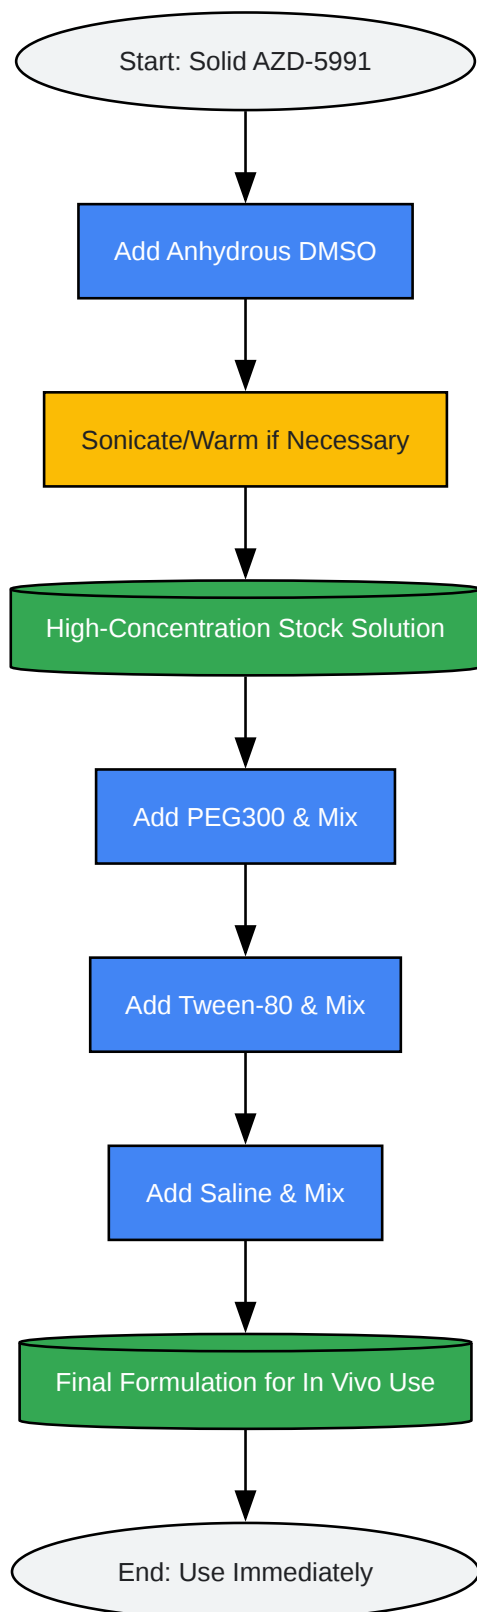 Start: Solid AZD-5991
Add Anhydrous DMSO
Sonicate/Warm if Necessary
High-Concentration Stock Solution
Add PEG300 & Mix
Add Tween-80 & Mix
Add Saline & Mix
Final Formulation for In Vivo Use
End: Use Immediately